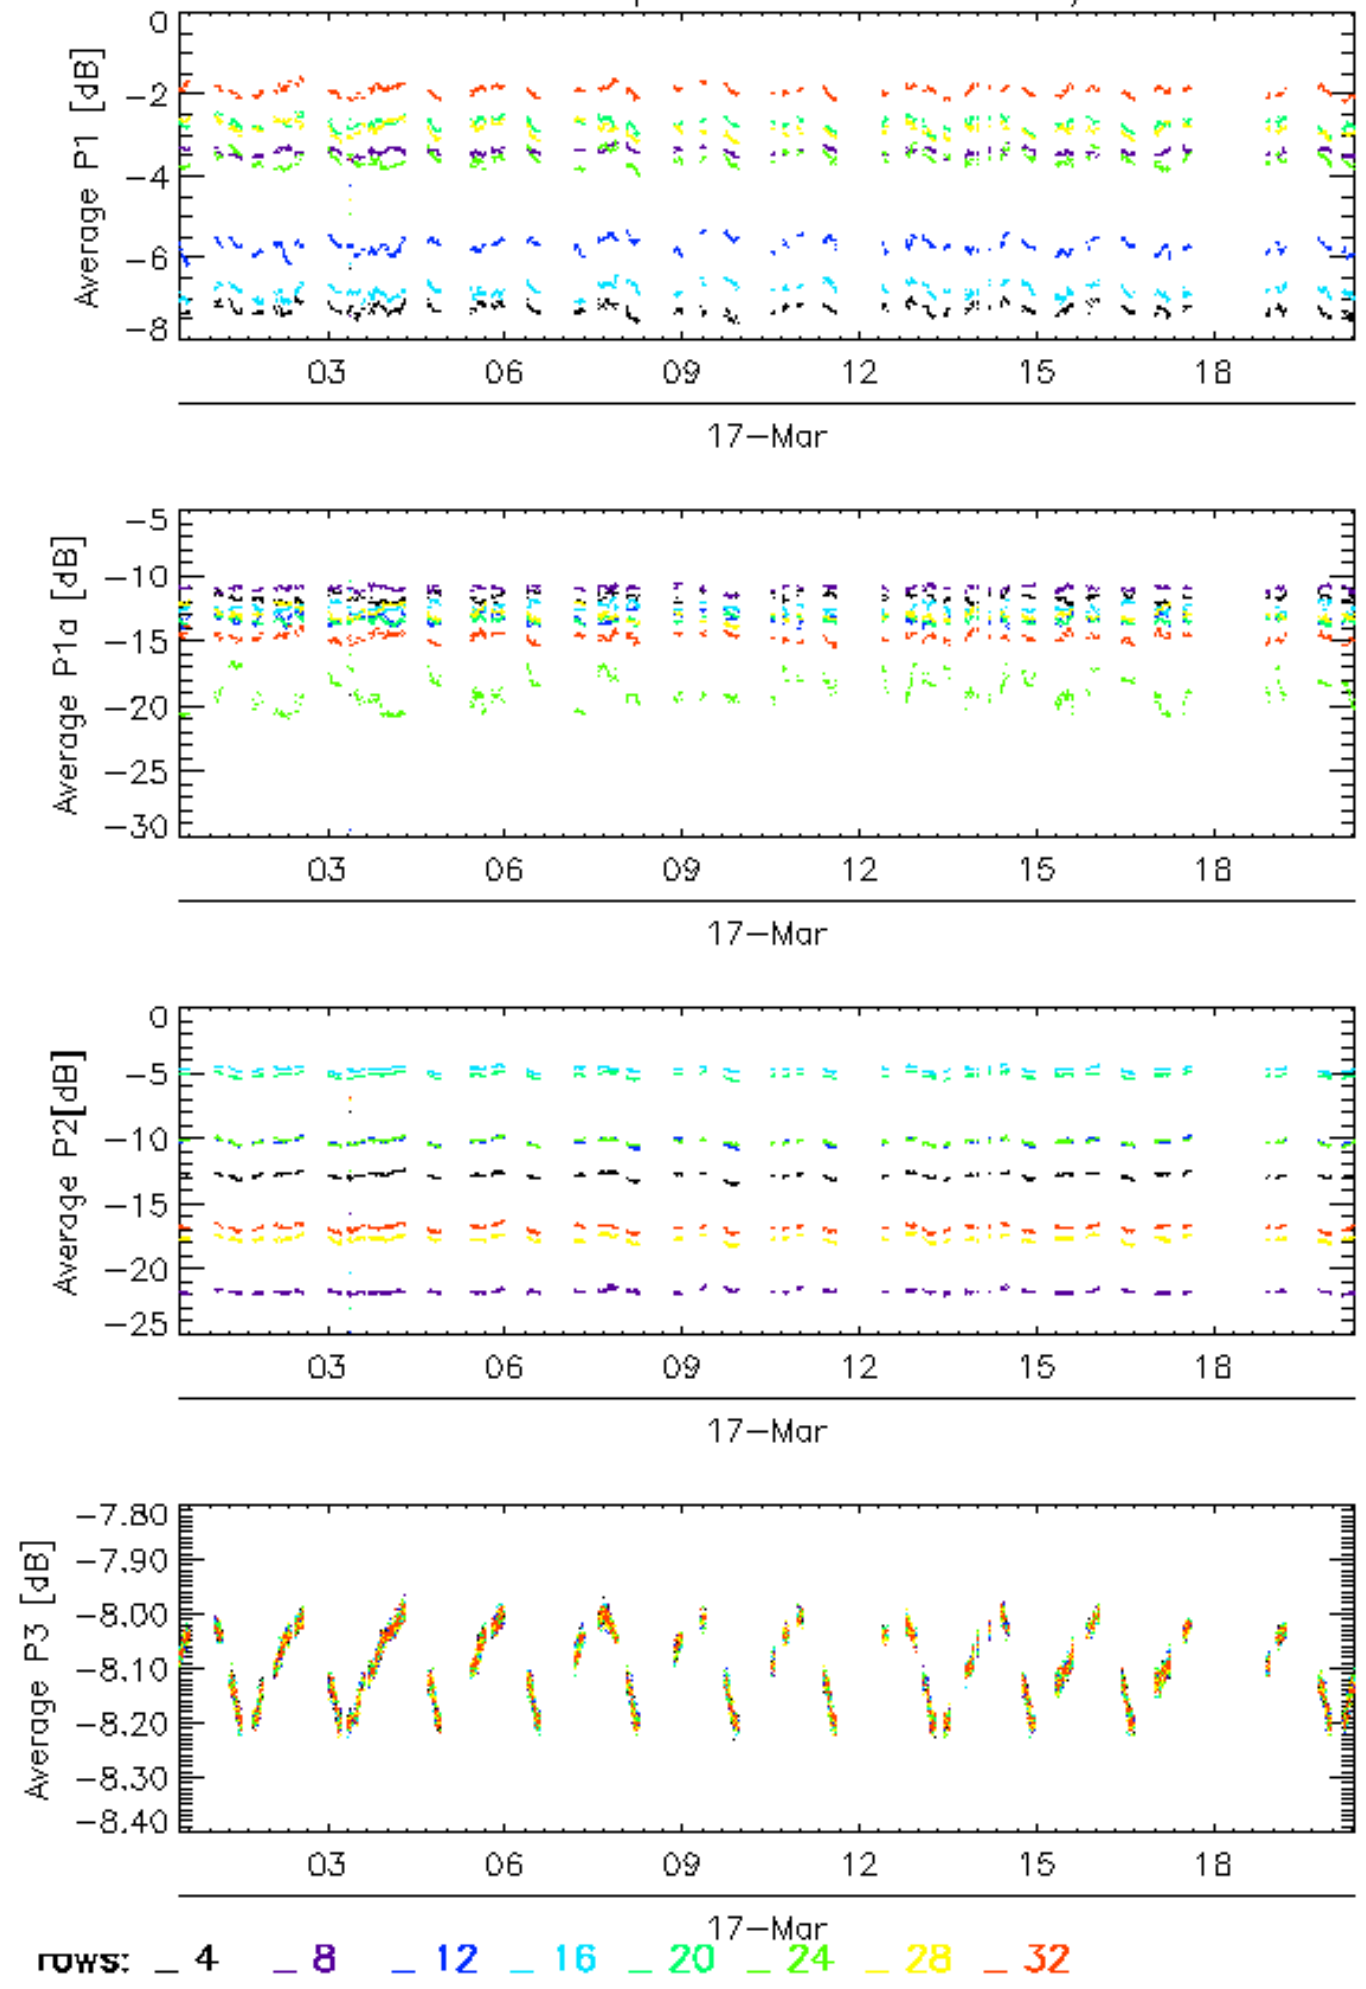 Average P1 [dB]
0
−2
−4
−6
−8
03 06 09 12 15 18
17−Mar
Average P1a [dB]
−5
−10
−15
−20
−25
−30
03 06 09 12 15 18
17−Mar
Average P2[dB]
0
−5
−10
−15
−20
−25
03 06 09 12 15 18
17−Mar
Average P3 [dB]
−7.80
−7.90
−8.00
−8.10
−8.20
−8.30
−8.40
03 06 09 12 15 18
17−Mar
rows: _ 4 _ 8 _ 12 _ 16 _ 20 _ 24 _ 28 _ 32